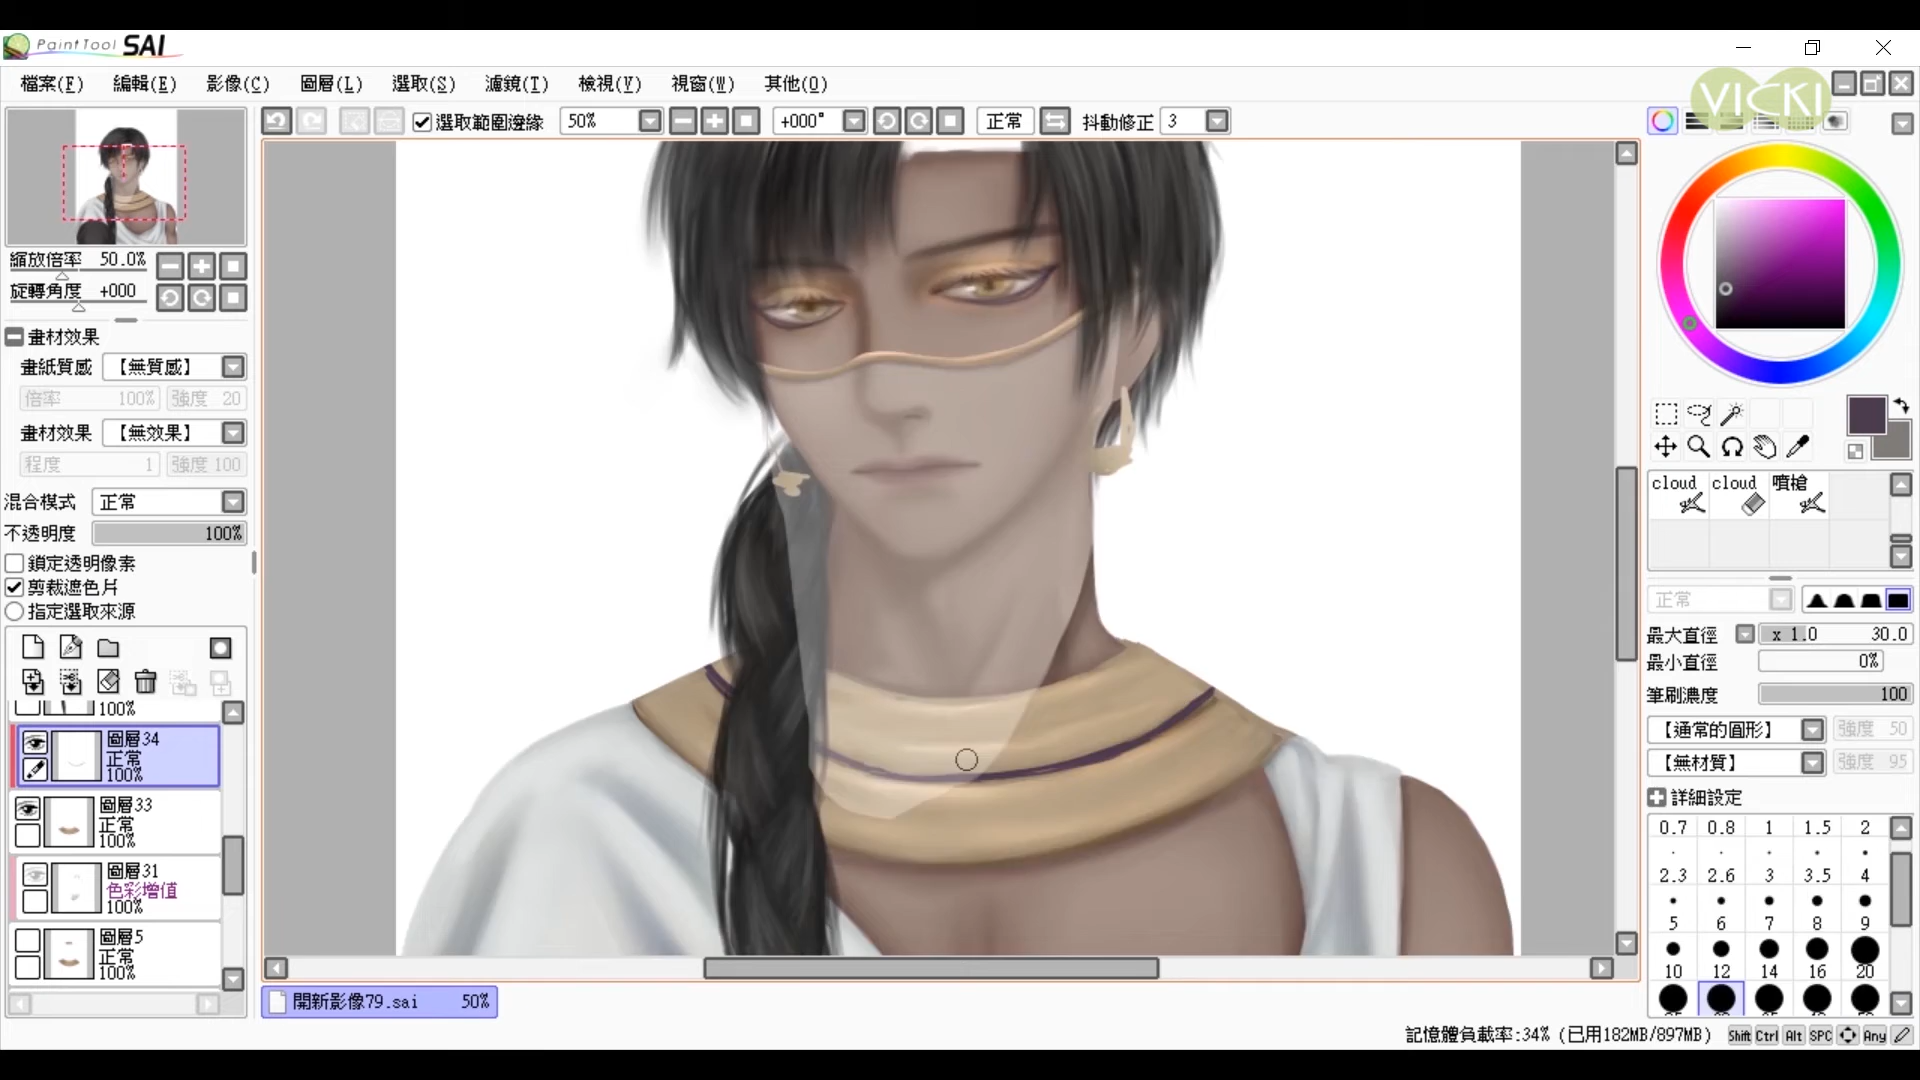 PaintTool SAI
VICKI
檔案(F) 編輯(E) 影像(C) 圖層(L) 選取(S) 濾鏡(T) 檢視(V) 視窗(W) 其他(O)
選取範圍邊緣 50% +000° 正常 抖動修正 3
縮放倍率 50.0%
旋轉角度 +000
畫材效果
畫紙質感 【無質感】
倍率 100% 強度 20
畫材效果 【無效果】
程度 1 強度 100
混合模式 正常
不透明度 100%
鎖定透明像素
剪裁遮色片
指定選取來源
100%
圖層34
正常
100%
圖層33
正常
100%
圖層31
色彩增值
100%
圖層5
正常
100%
開新影像79.sai 50%
cloud cloud 噴槍
正常
最大直徑 x 1.0 30.0
最小直徑 0%
筆刷濃度 100
【通常的圓形】 強度 50
【無材質】 強度 95
詳細設定
0.7 0.8 1 1.5 2
2.3 2.6 3 3.5 4
5 6 7 8 9
10 12 14 16 20
記憶體負載率:34% (已用182MB/897MB) Shift Ctrl Alt SPC Any